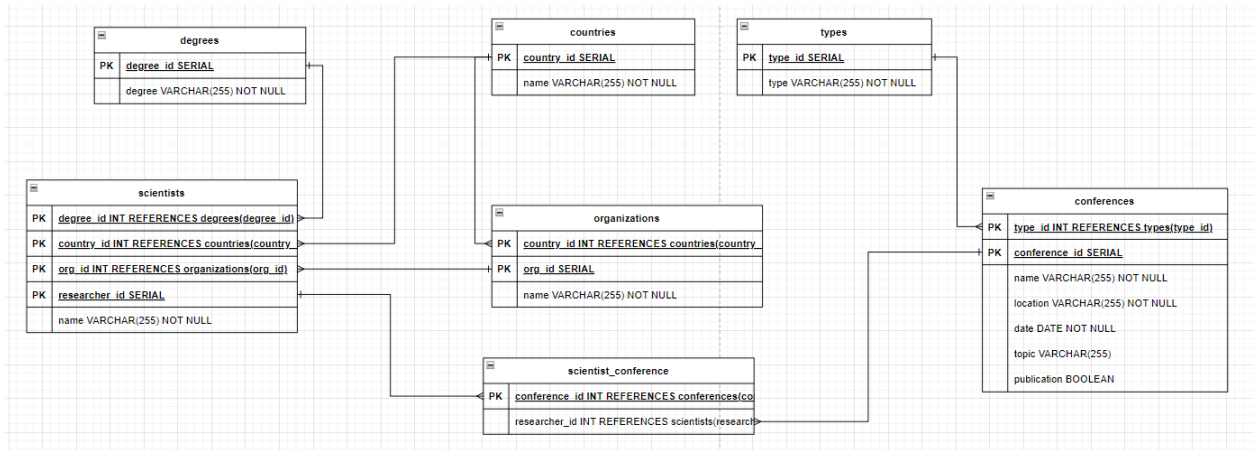 degrees
PK degree_id SERIAL
degree VARCHAR(255) NOT NULL
countries
PK country_id SERIAL
name VARCHAR(255) NOT NULL
types
PK type_id SERIAL
type VARCHAR(255) NOT NULL
scientists
PK degree_id INT REFERENCES degrees(degree_id)
PK country_id INT REFERENCES countries(country_
PK org_id INT REFERENCES organizations(org_id)
PK researcher_id SERIAL
name VARCHAR(255) NOT NULL
organizations
PK country_id INT REFERENCES countries(country_
PK org_id SERIAL
name VARCHAR(255) NOT NULL
conferences
PK type_id INT REFERENCES types(type_id)
PK conference_id SERIAL
name VARCHAR(255) NOT NULL
location VARCHAR(255) NOT NULL
date DATE NOT NULL
topic VARCHAR(255)
publication BOOLEAN
scientist_conference
PK conference_id INT REFERENCES conferences(co
researcher_id INT REFERENCES scientists(researc